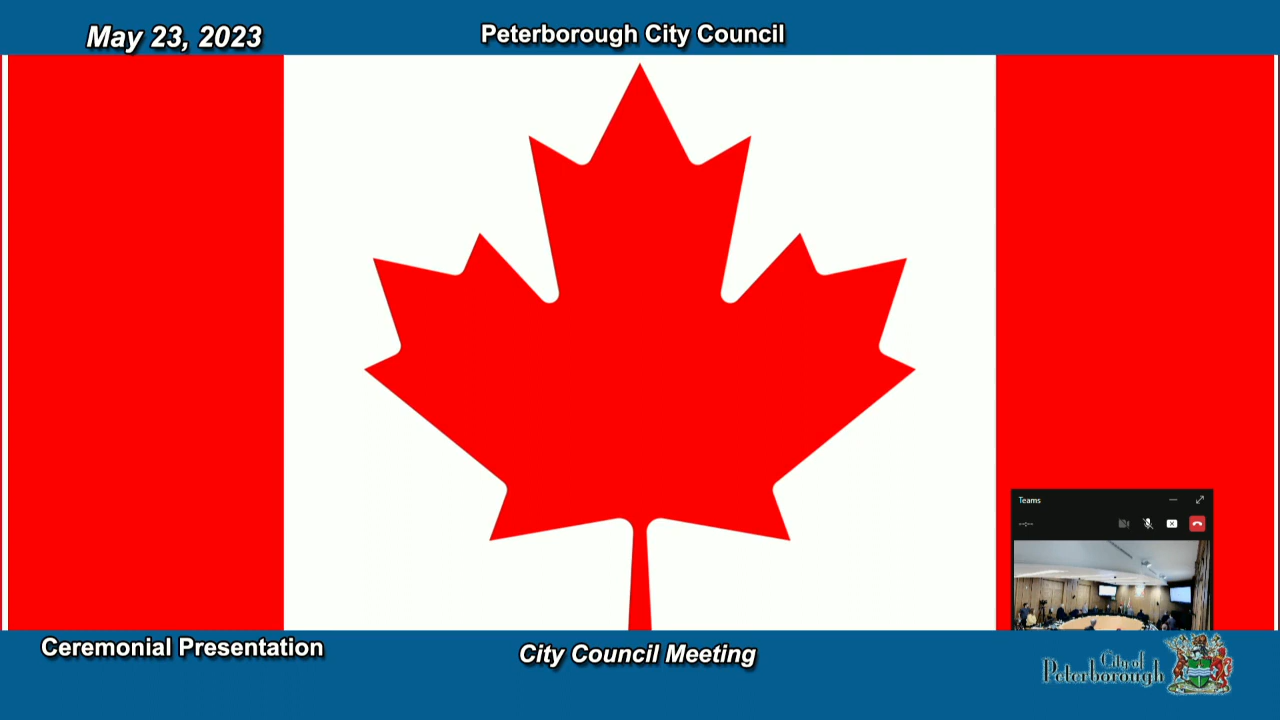 May 23, 2023
Peterborough City Council
Teams
--:--
Ceremonial Presentation
City Council Meeting
City of
Peterborough